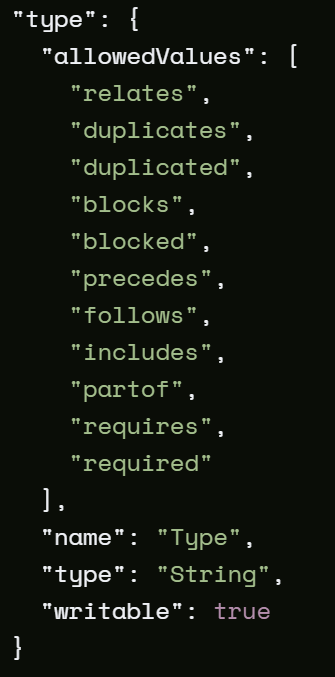 "type": {
  "allowedValues": [
    "relates",
    "duplicates",
    "duplicated",
    "blocks",
    "blocked",
    "precedes",
    "follows",
    "includes",
    "partof",
    "requires",
    "required"
  ],
  "name": "Type",
  "type": "String",
  "writable": true
}